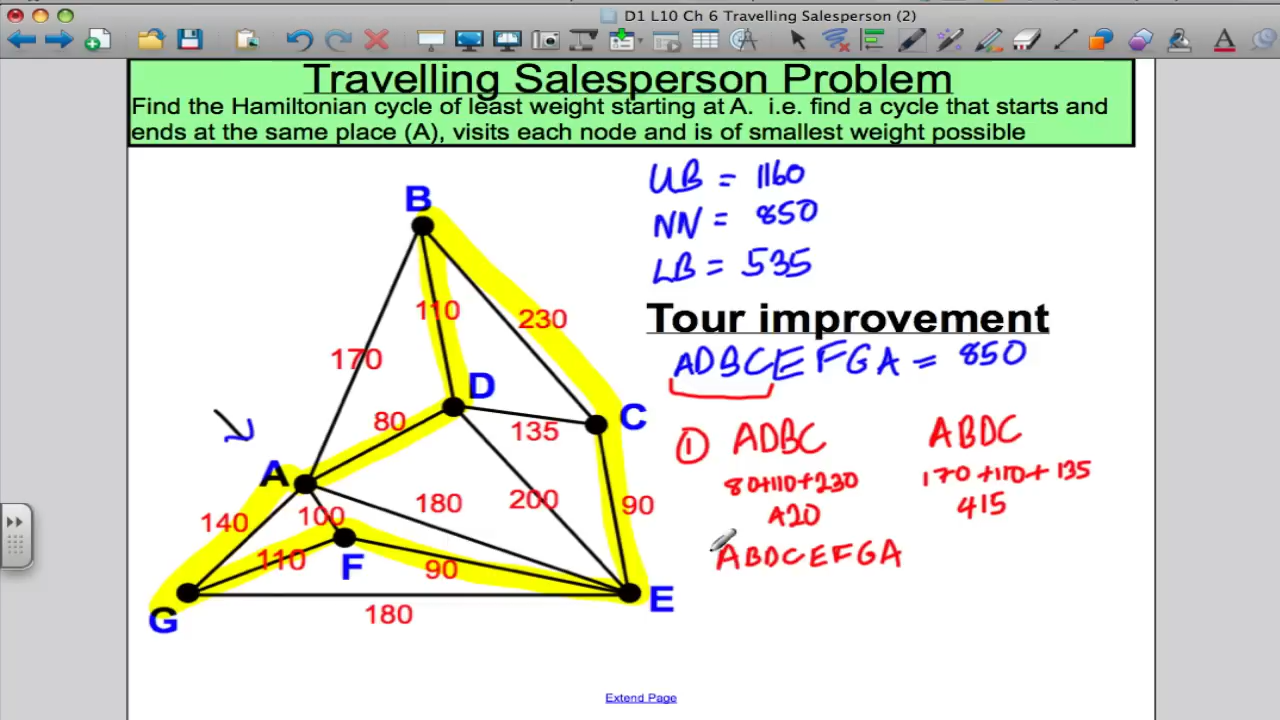 D1 L10 Ch 6 Travelling Salesperson (2)
Travelling Salesperson Problem
Find the Hamiltonian cycle of least weight starting at A. i.e. find a cycle that starts and
ends at the same place (A), visits each node and is of smallest weight possible
UB = 1160
NN = 850
LB = 535
Tour improvement
ADBCEFGA = 850
① ADBC
80+110+230
420
ABDC
170+110+135
415
ABDCEFGA
B
110
230
170
D
80
C
135
A
140
100
180
200
90
110
F
90
G
E
180
Extend Page
A